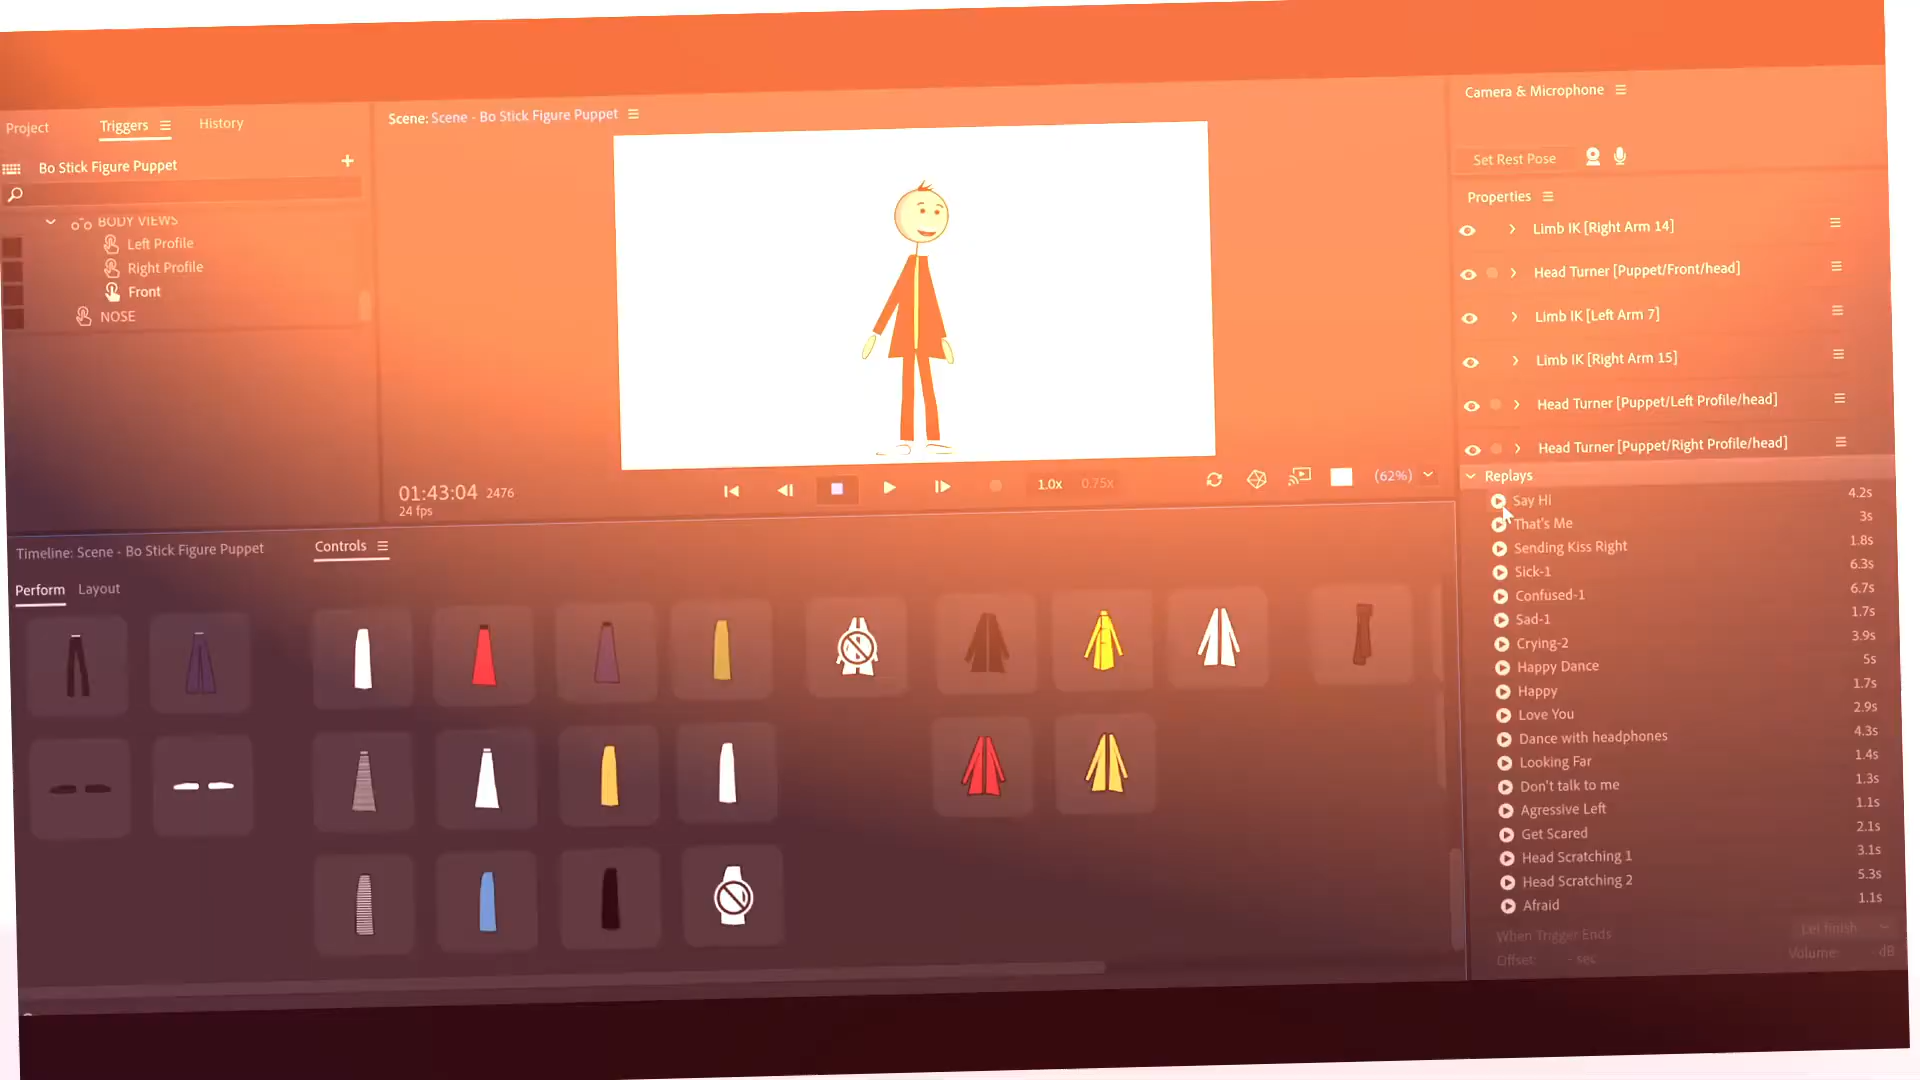 Project
Triggers
History
Bo Stick Figure Puppet
BODY VIEWS
Left Profile
Right Profile
Front
NOSE
Scene: Scene - Bo Stick Figure Puppet
01:43:04 2476
24 fps
1.0x 0.75x
(62%)
Camera & Microphone
Set Rest Pose
Properties
Limb IK [Right Arm 14]
Head Turner [Puppet/Front/head]
Limb IK [Left Arm 7]
Limb IK [Right Arm 15]
Head Turner [Puppet/Left Profile/head]
Head Turner [Puppet/Right Profile/head]
Replays
Say Hi 4.2s
That's Me 3s
Sending Kiss Right 1.8s
Sick-1 6.3s
Confused-1 6.7s
Sad-1 1.7s
Crying-2 3.9s
Happy Dance 5s
Happy 1.7s
Love You 2.9s
Dance with headphones 4.3s
Looking Far 1.4s
Don't talk to me 1.3s
Agressive Left 1.1s
Get Scared 2.1s
Head Scratching 1 3.1s
Head Scratching 2 5.3s
Afraid 1.1s
When Trigger Ends Let finish
Offset: - sec Volume: dB
Timeline: Scene - Bo Stick Figure Puppet
Controls
Perform Layout